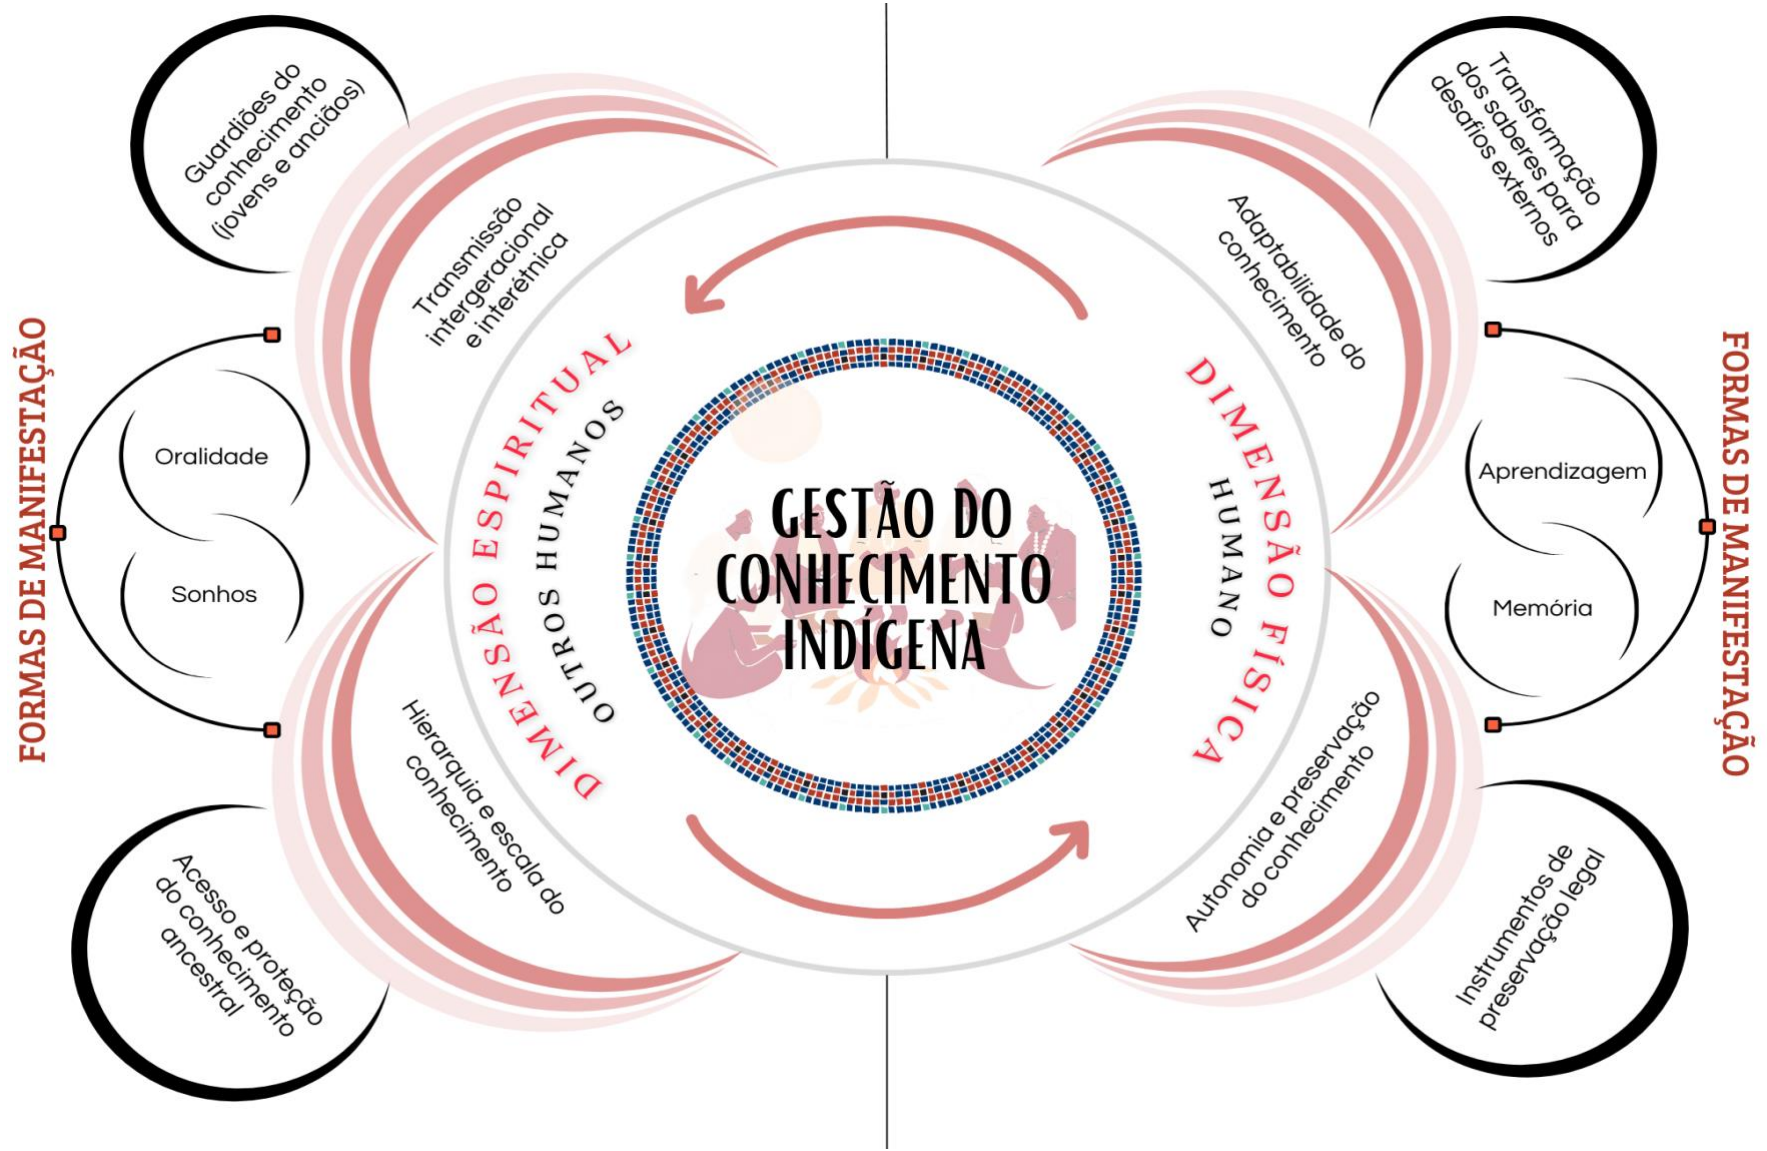 Guardiões do
conhecimento
(jovens e anciãos)
Transmissão
intergeracional
e interétnica
Adaptabilidade do
conhecimento
Transformação
dos saberes para
desafios externos
FORMAS DE MANIFESTAÇÃO
Oralidade
Sonhos
DIMENSÃO ESPIRITUAL
OUTROS HUMANOS
GESTÃO DO
CONHECIMENTO
INDÍGENA
DIMENSÃO FÍSICA
HUMANO
Aprendizagem
Memória
FORMAS DE MANIFESTAÇÃO
Acesso e proteção
do conhecimento
ancestral
Hierarquia e escala do
conhecimento
Autonomia e preservação
do conhecimento
Instrumentos de
preservação legal